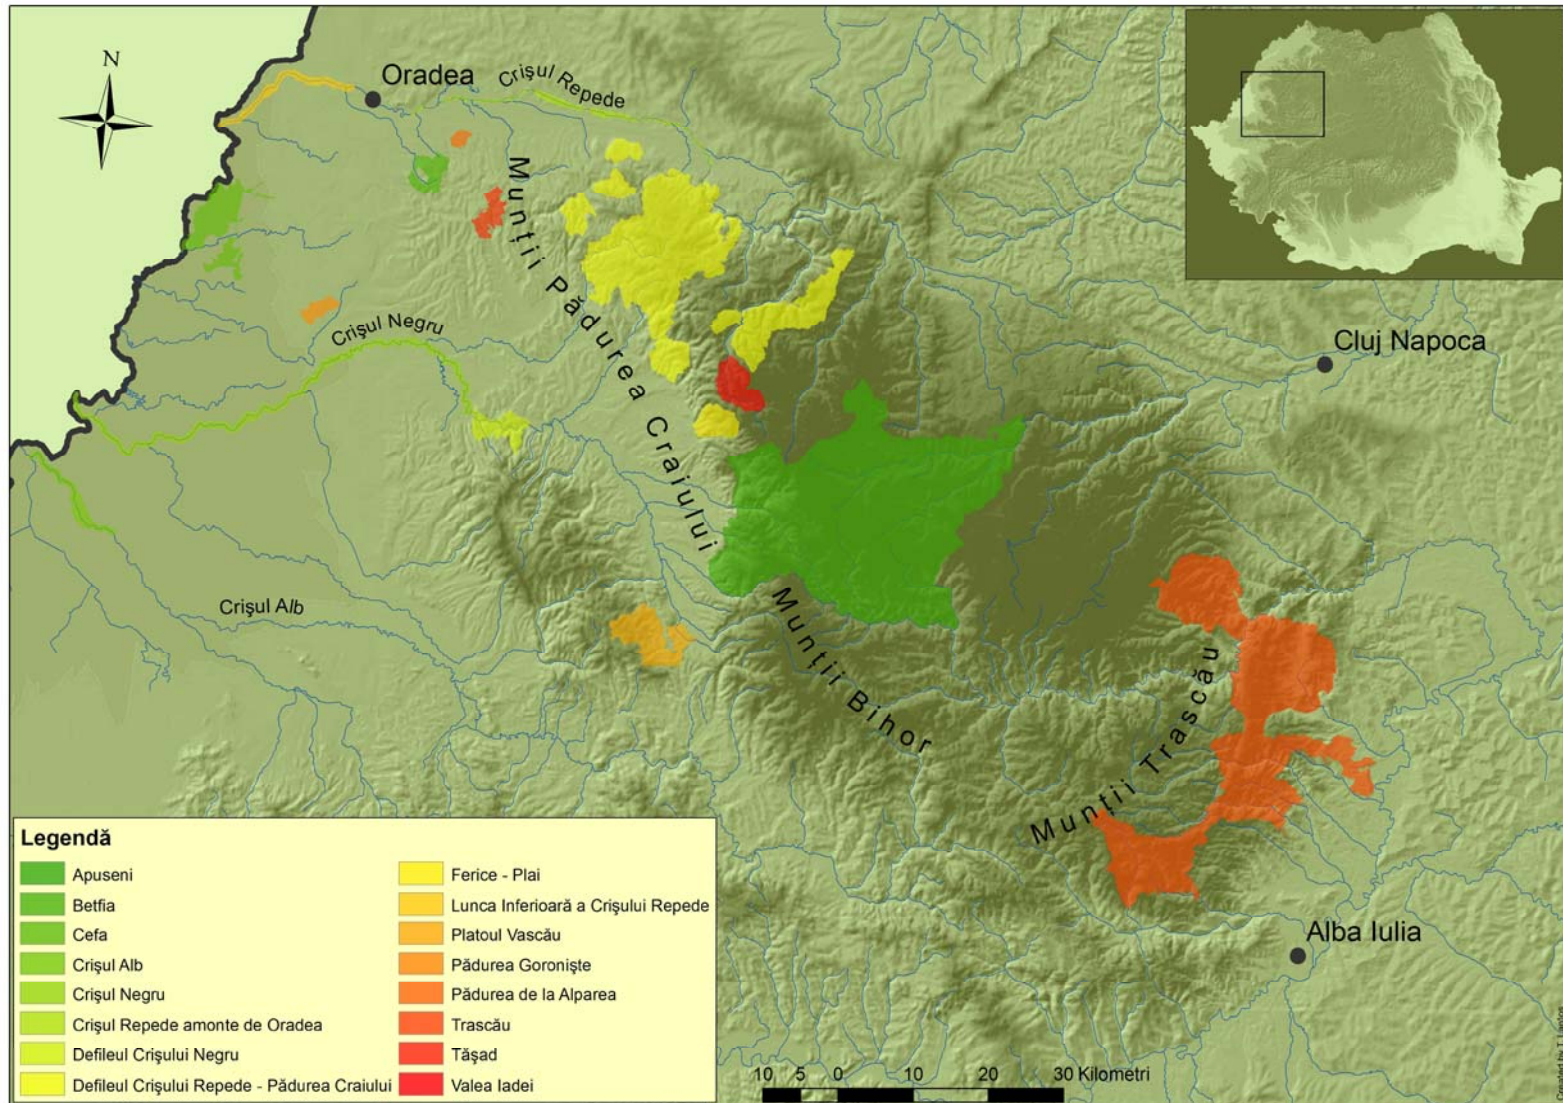 N
Oradea
Crişul Repede
Munţii Pădurea Craiului
Crişul Negru
Cluj Napoca
Crişul Alb
Munţii Bihor
Munţii Trascău
Alba Iulia
Legendă
Apuseni
Betfia
Cefa
Crişul Alb
Crişul Negru
Crişul Repede amonte de Oradea
Defileul Crişului Negru
Defileul Crişului Repede - Pădurea Craiului
Ferice - Plai
Lunca Inferioară a Crişului Repede
Platoul Vascău
Pădurea Goronişte
Pădurea de la Alparea
Trascău
Tăşad
Valea Iadei
10 5 0 10 20 30 Kilometri
Created by T.